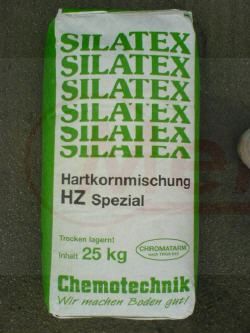 SILATEX
SILATEX
SILATEX
SILATEX
SILATEX
SILATEX
Hartkornmischung
HZ Spezial
Trocken lagern!
Inhalt 25 kg
CHROMATARM
Chemotechnik
Wir machen Boden gut!